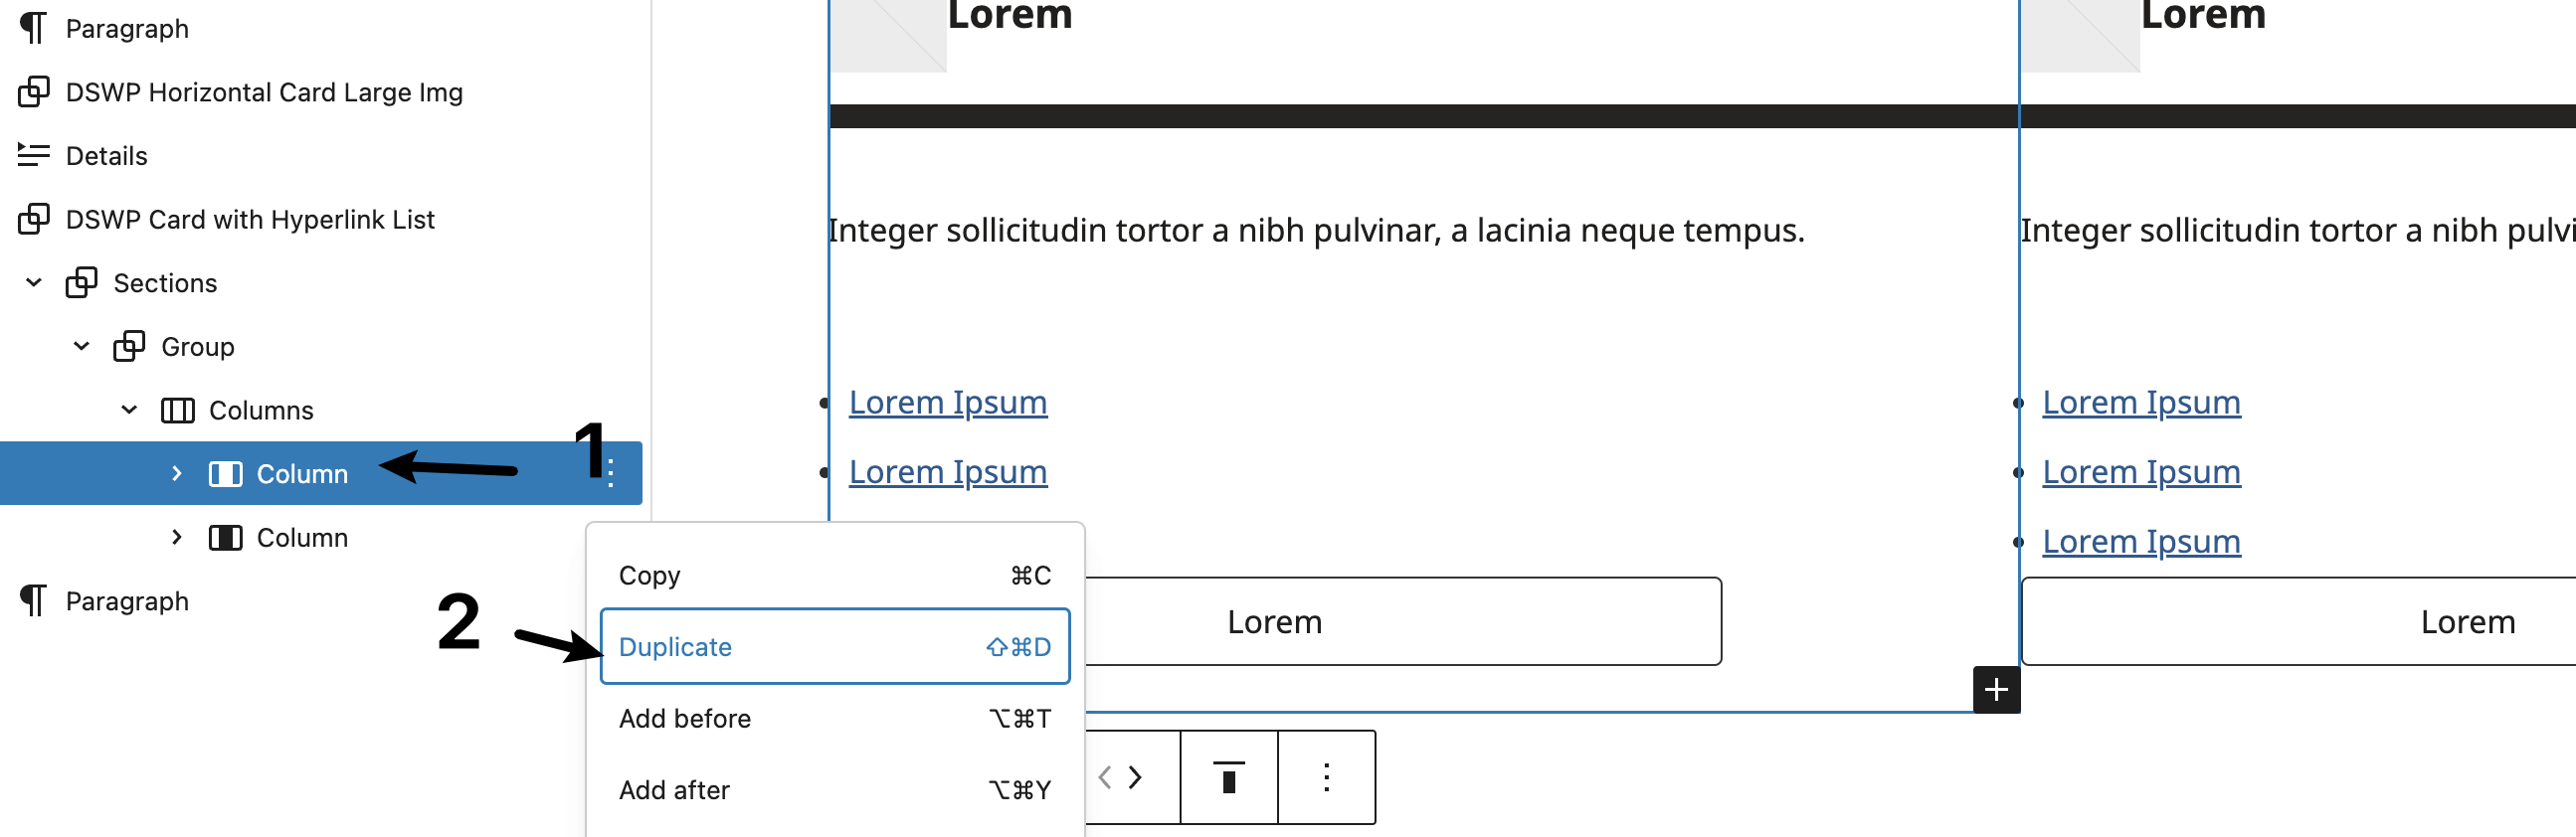 Paragraph
DSWP Horizontal Card Large Img
Details
DSWP Card with Hyperlink List
Sections
Group
Columns
Column
1
Column
Paragraph
2
Copy ⌘C
Duplicate ⇧⌘D
Add before ⌥⌘T
Add after ⌥⌘Y
Lorem
Integer sollicitudin tortor a nibh pulvinar, a lacinia neque tempus.
Lorem Ipsum
Lorem Ipsum
Lorem
Lorem
Integer sollicitudin tortor a nibh pulvi
Lorem Ipsum
Lorem Ipsum
Lorem Ipsum
Lorem